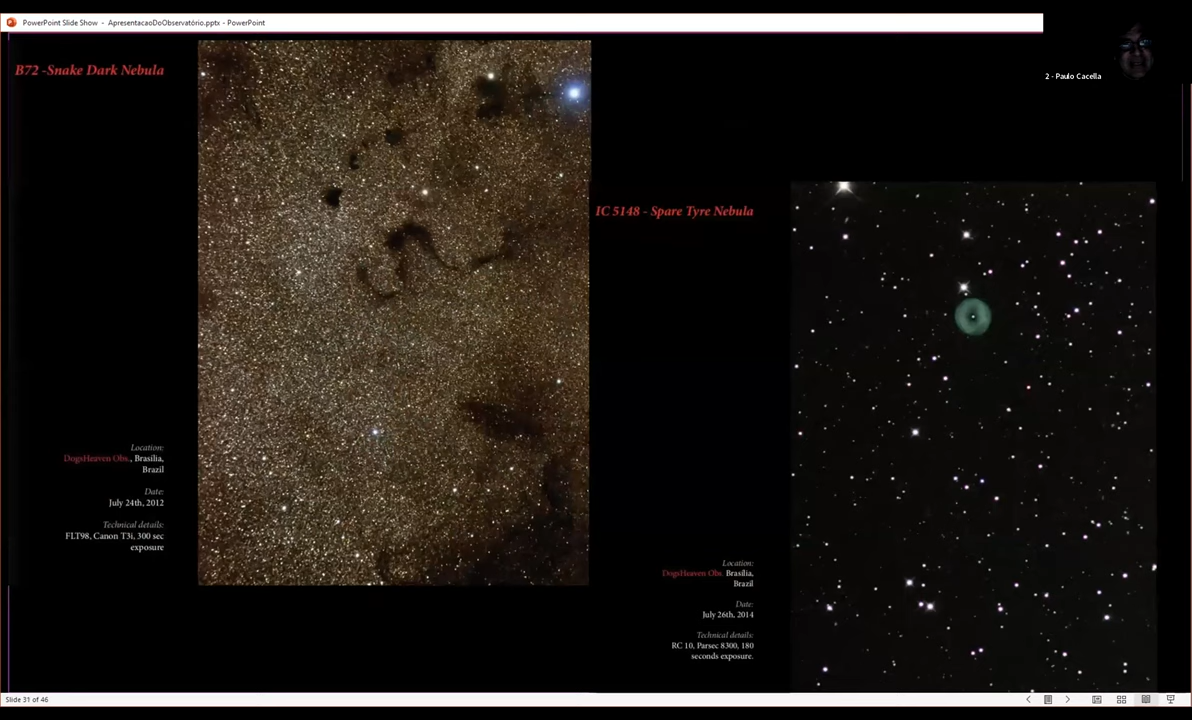 PowerPoint Slide Show - ApresentacaoDoObservatório.pptx - PowerPoint
2 - Paulo Cacella
B72 -Snake Dark Nebula
Location:
DogsHeaven Obs., Brasília,
Brazil
Date:
July 24th, 2012
Technical details:
FLT98, Canon T3i, 300 sec
exposure
IC 5148 - Spare Tyre Nebula
Location:
DogsHeaven Obs. Brasília,
Brazil
Date:
July 26th, 2014
Technical details:
RC 10, Parsec 8300, 180
seconds exposure.
Slide 31 of 46